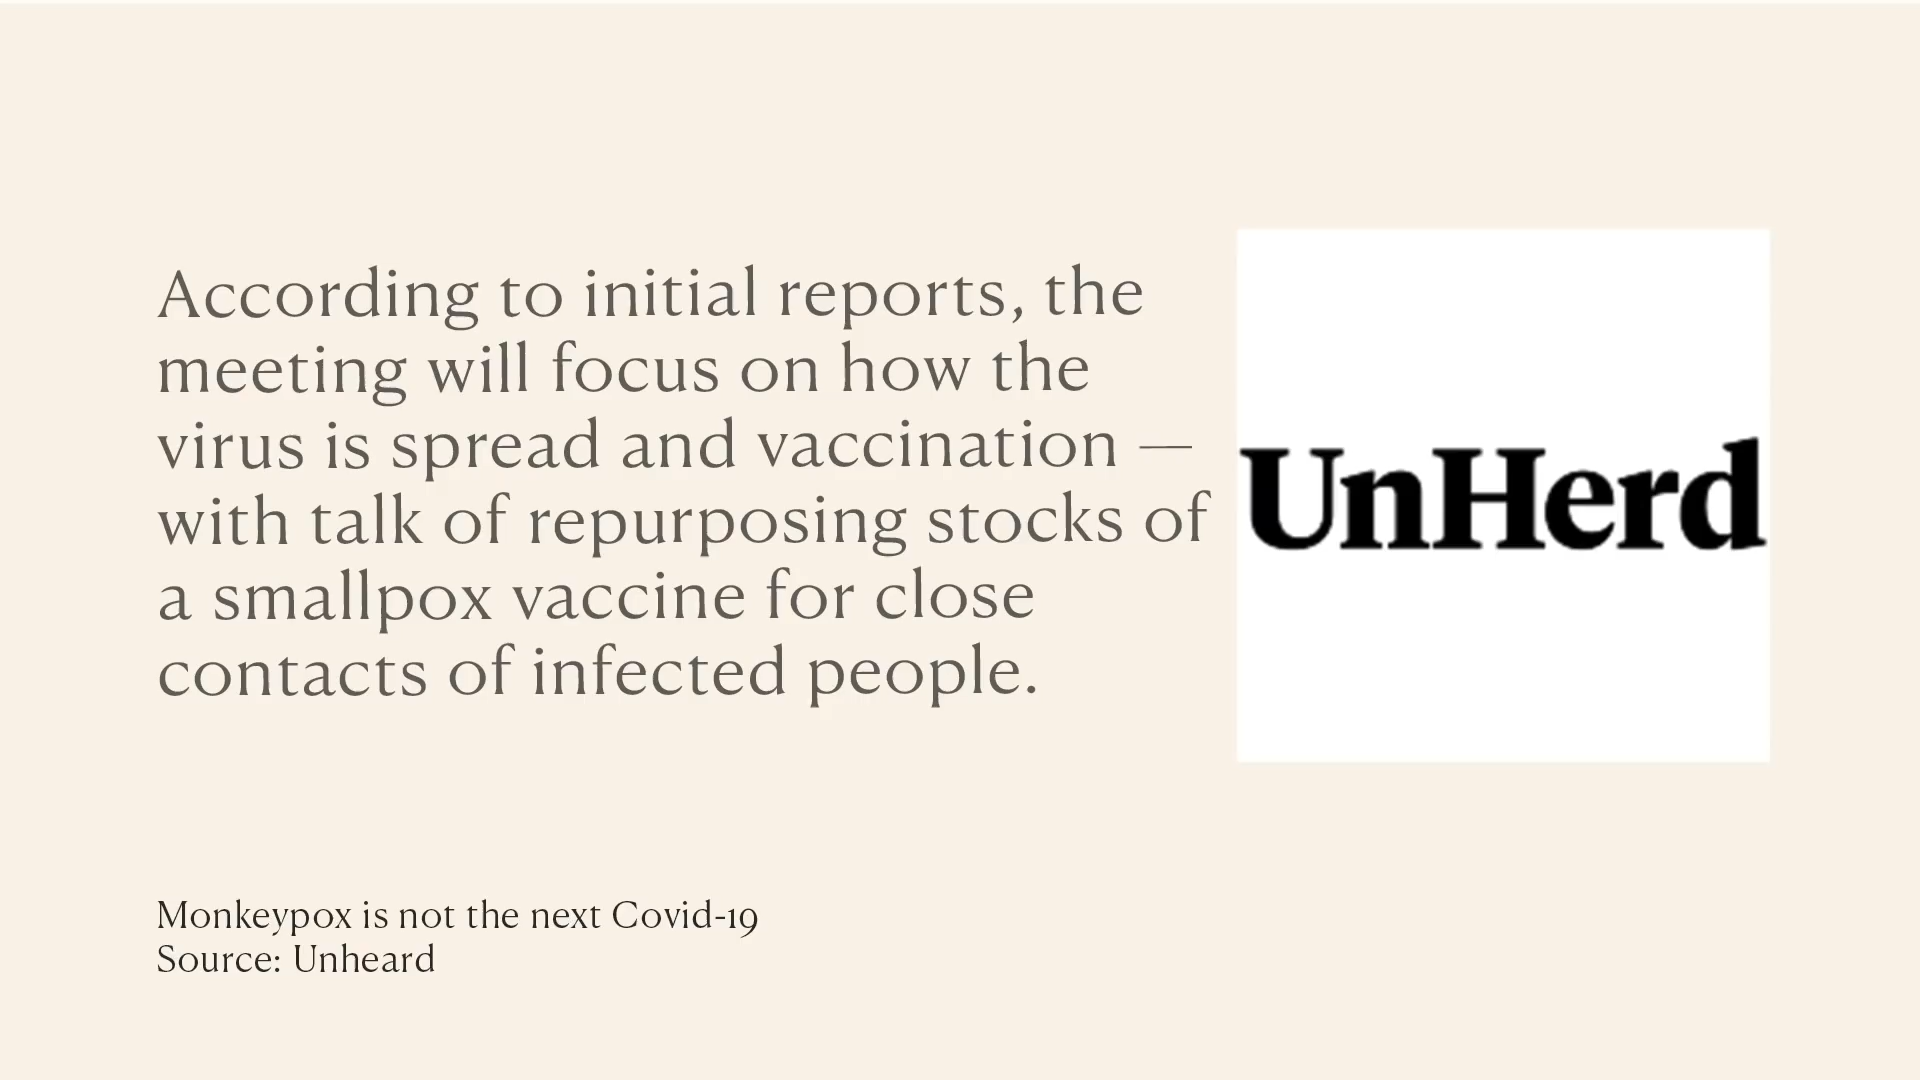 According to initial reports, the
meeting will focus on how the
virus is spread and vaccination —
with talk of repurposing stocks of
a smallpox vaccine for close
contacts of infected people.
UnHerd
Monkeypox is not the next Covid-19
Source: Unheard